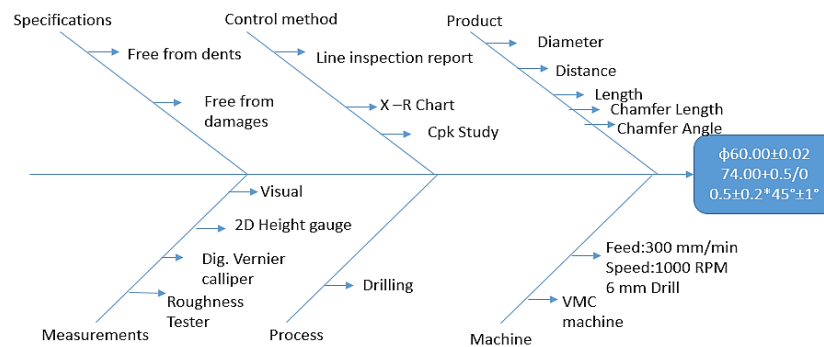 Specifications
Control method
Product
Free from dents
Line inspection report
Diameter
Distance
Length
Free from
damages
X –R Chart
Chamfer Length
Cpk Study
Chamfer Angle
ф60.00±0.02
74.00+0.5/0
0.5±0.2*45°±1°
Visual
2D Height gauge
Dig. Vernier
calliper
Roughness
Tester
Drilling
Feed:300 mm/min
Speed:1000 RPM
6 mm Drill
VMC
machine
Measurements
Process
Machine